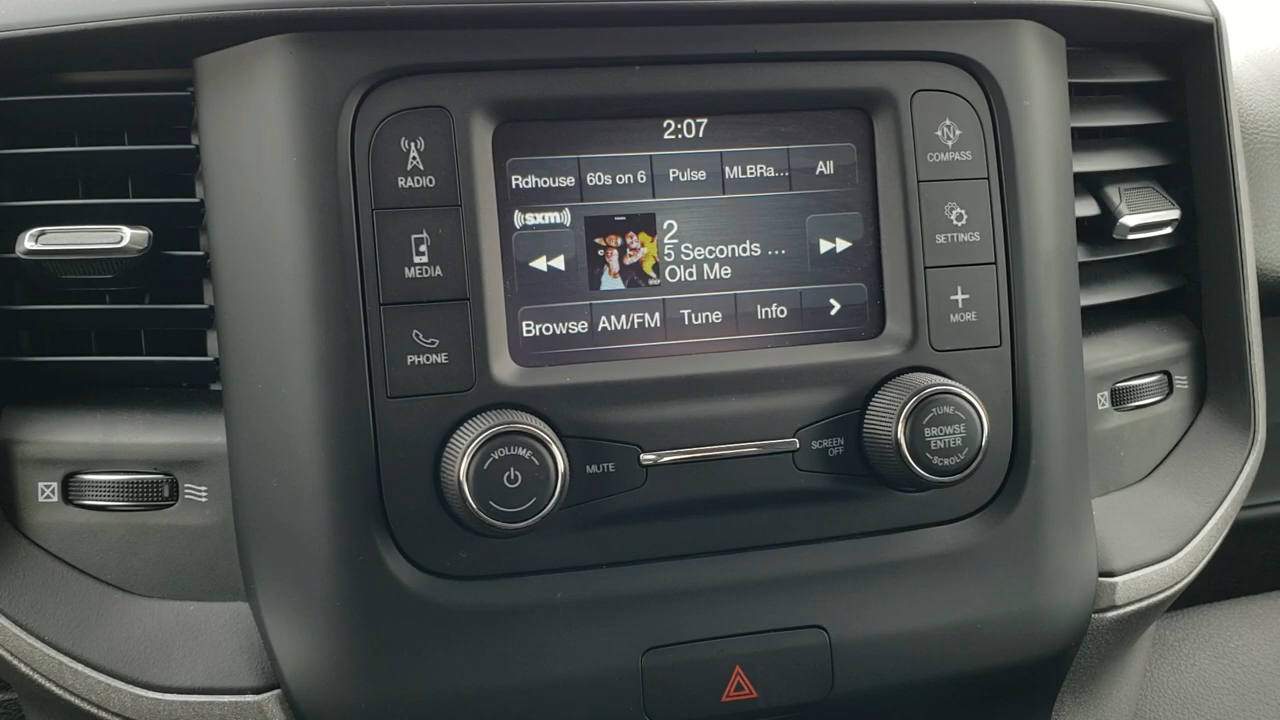 2:07
Rdhouse 60s on 6 Pulse MLBRa... All
((sxm))
2
5 Seconds ...
Old Me
Browse AM/FM Tune Info
RADIO
MEDIA
PHONE
N
COMPASS
SETTINGS
MORE
VOLUME
MUTE
SCREEN
OFF
TUNE
BROWSE
ENTER
SCROLL